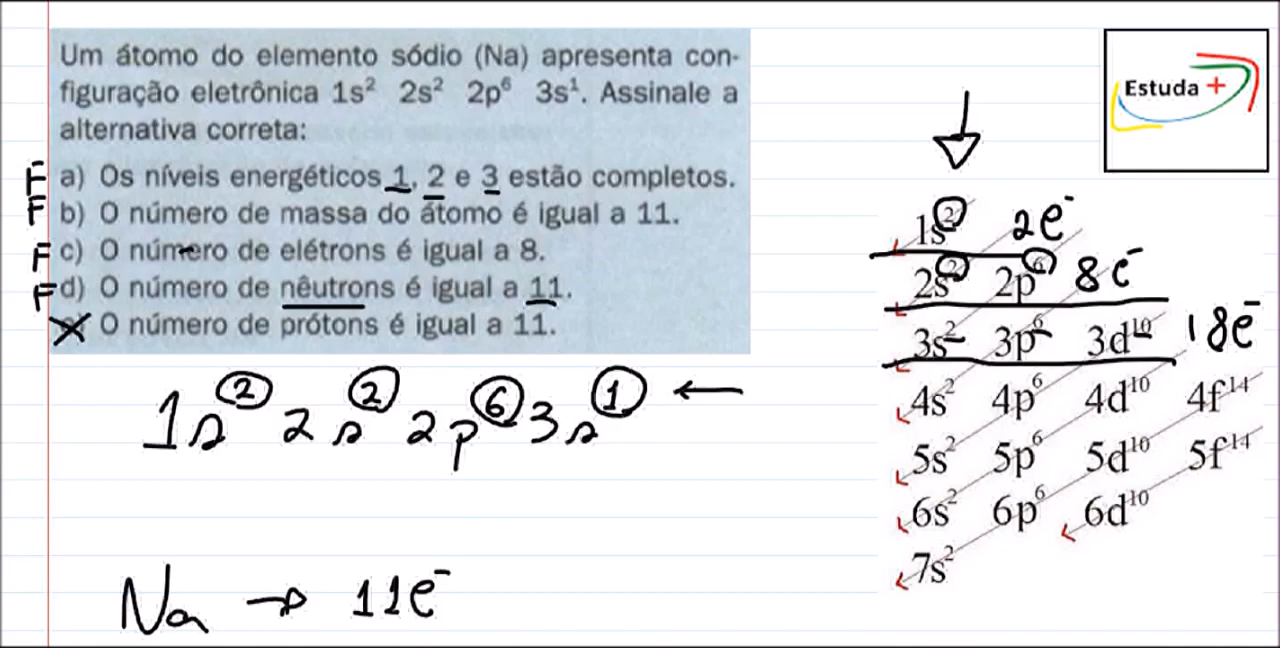 Um átomo do elemento sódio (Na) apresenta con-
figuração eletrônica 1s² 2s² 2p⁶ 3s¹. Assinale a
alternativa correta:
F a) Os níveis energéticos 1, 2 e 3 estão completos.
F b) O número de massa do átomo é igual a 11.
F c) O número de elétrons é igual a 8.
F d) O número de nêutrons é igual a 11.
X O número de prótons é igual a 11.
1s² 2s² 2p⁶ 3s¹ ←
Na → 11e⁻
Estuda +
1s² 2e⁻
2s² 2p⁶ 8e⁻
3s² 3p⁶ 3d¹⁰ 18e⁻
4s² 4p⁶ 4d¹⁰ 4f¹⁴
5s² 5p⁶ 5d¹⁰ 5f¹⁴
6s² 6p⁶ 6d¹⁰
7s²